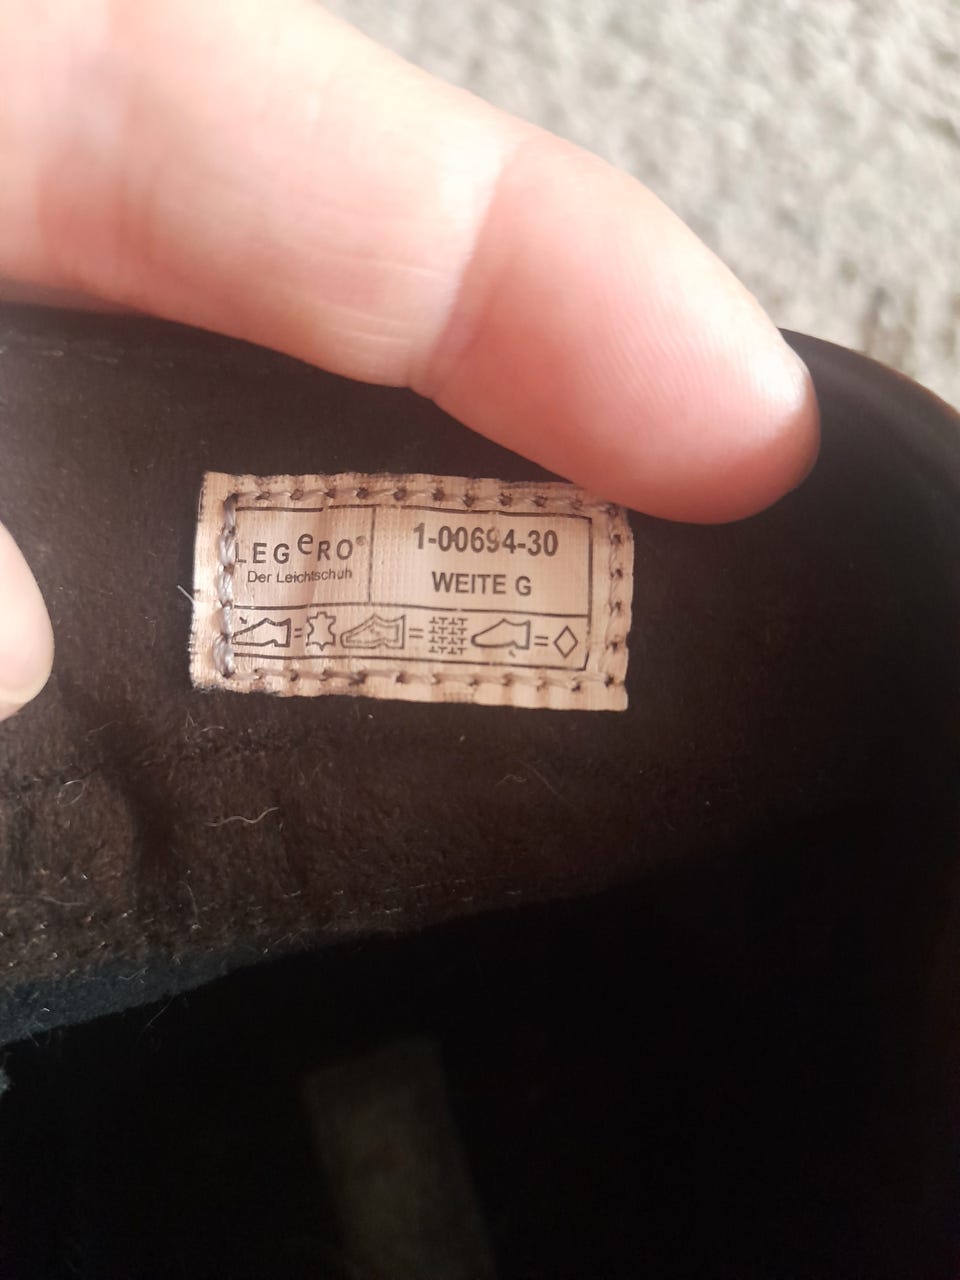 LEGeRO®
Der Leichtschuh
1-00694-30
WEITE G